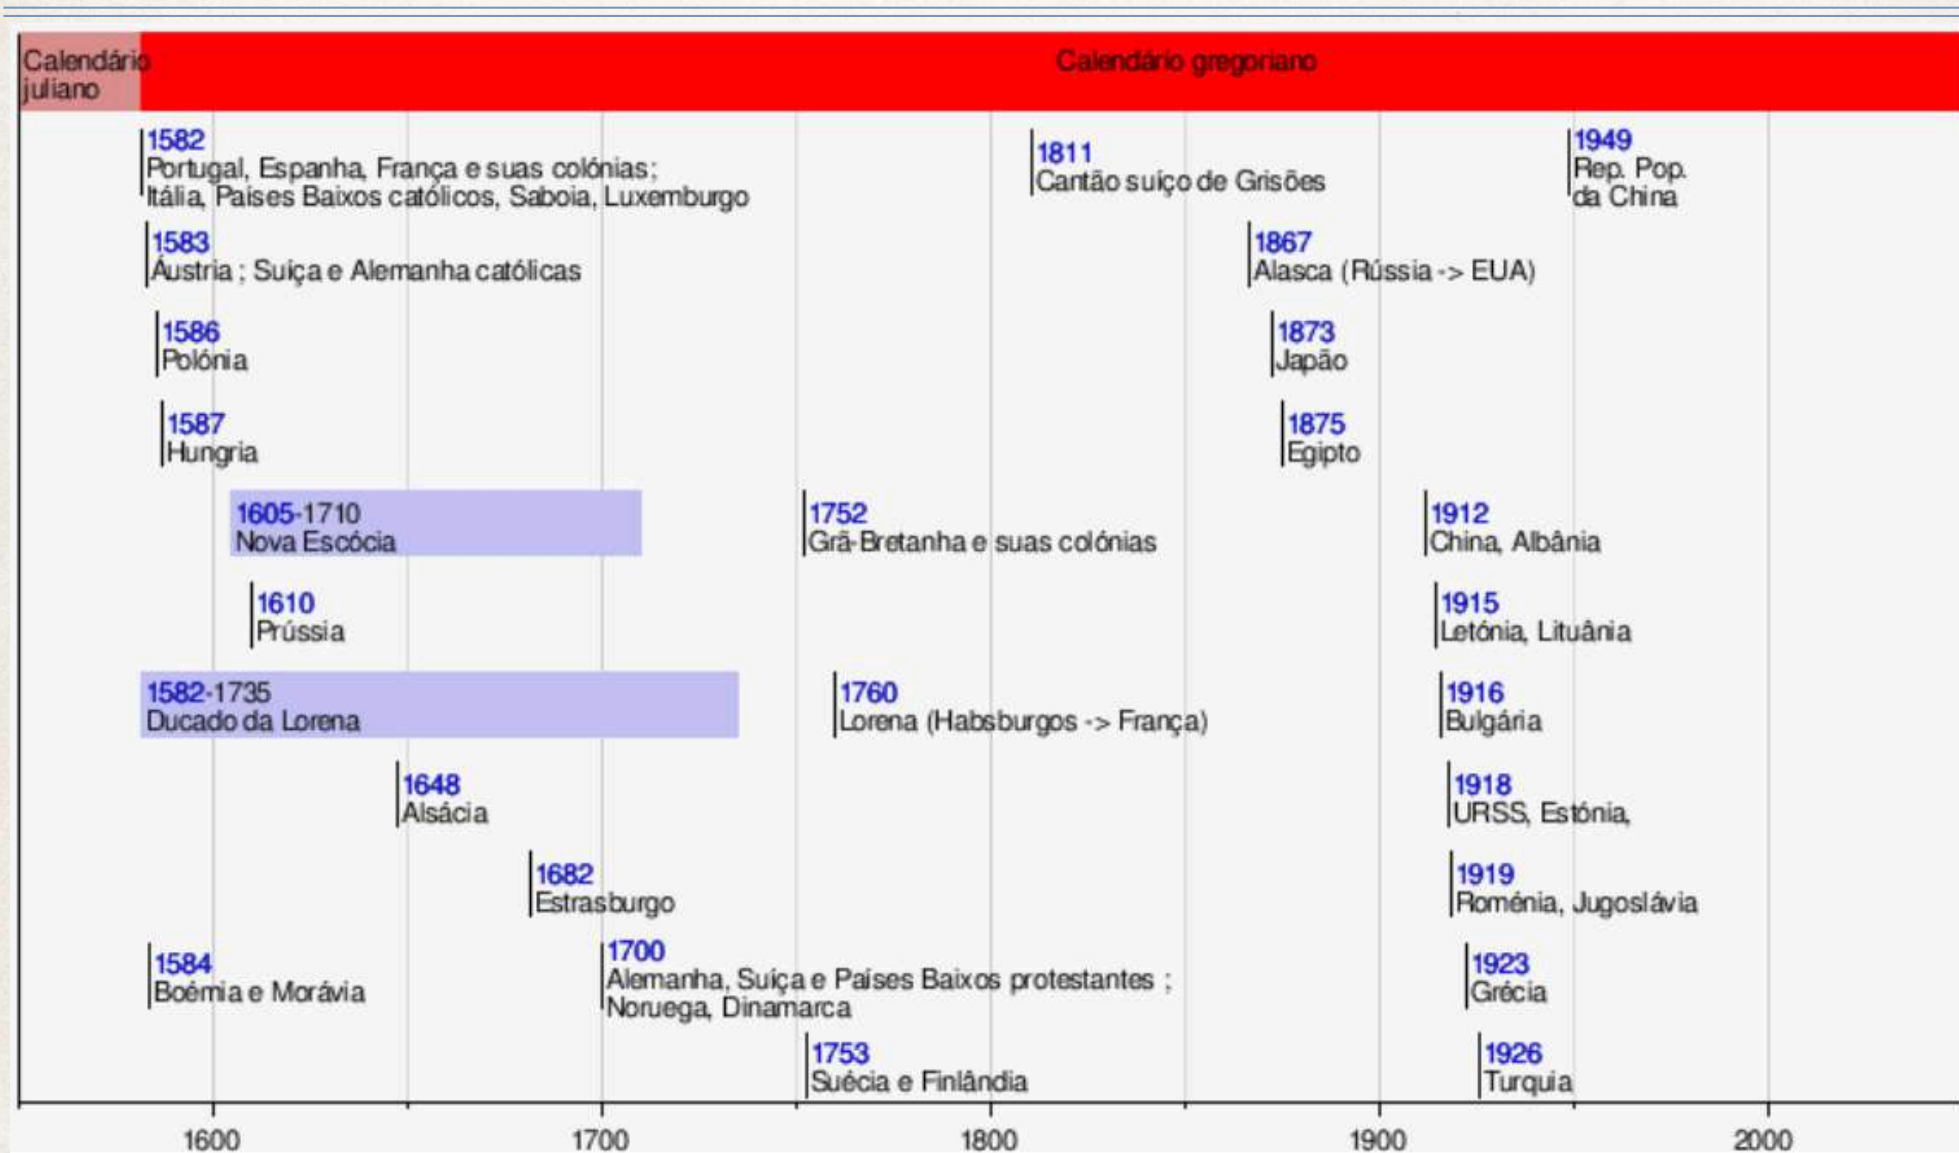 Calendário
juliano
Calendário gregoriano
1582
Portugal, Espanha, França e suas colónias;
Itália, Países Baixos católicos, Saboia, Luxemburgo
1583
Áustria ; Suíça e Alemanha católicas
1586
Polónia
1587
Hungria
1605-1710
Nova Escócia
1610
Prússia
1582-1735
Ducado da Lorena
1648
Alsácia
1682
Estrasburgo
1584
Boémia e Morávia
1700
Alemanha, Suíça e Países Baixos protestantes ;
Noruega, Dinamarca
1752
Grã-Bretanha e suas colónias
1760
Lorena (Habsburgos -> França)
1753
Suécia e Finlândia
1811
Cantão suíço de Grisões
1867
Alasca (Rússia -> EUA)
1873
Japão
1875
Egipto
1912
China, Albânia
1915
Letónia, Lituânia
1916
Bulgária
1918
URSS, Estónia,
1919
Roménia, Jugoslávia
1923
Grécia
1926
Turquia
1949
Rep. Pop.
da China
1600
1700
1800
1900
2000